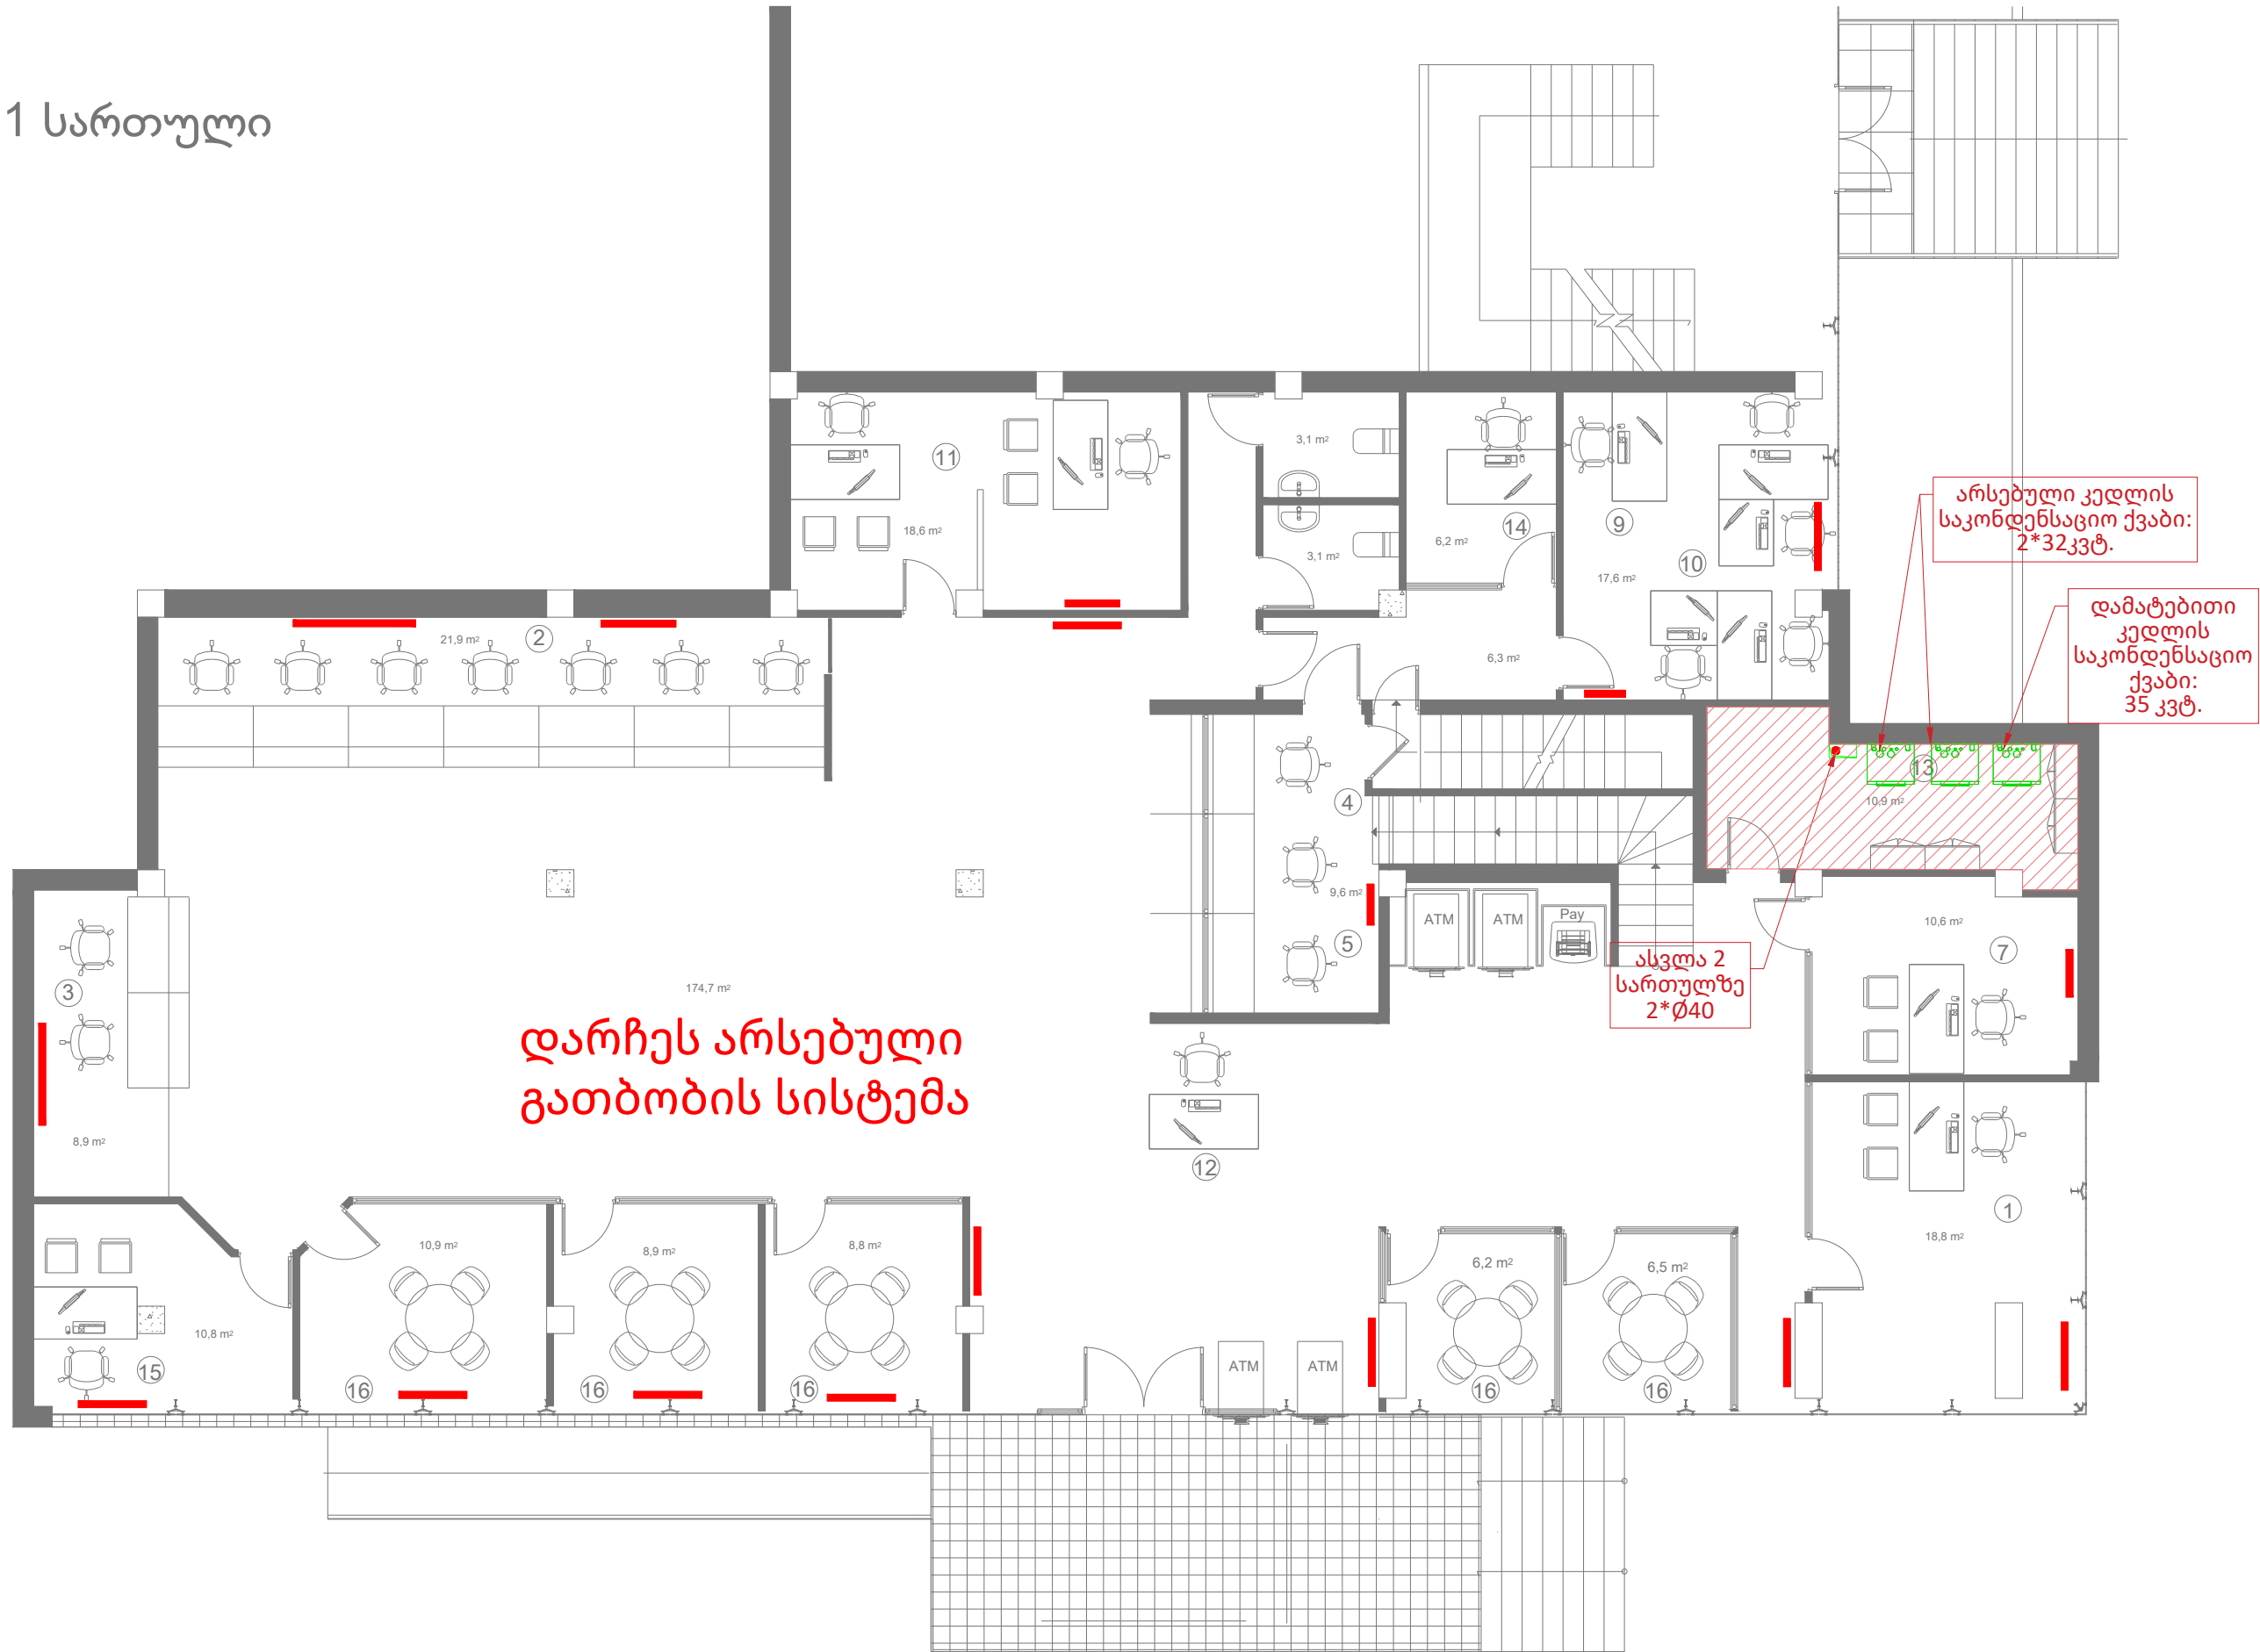 1 სართული
3,1 m²
11
18,6 m²
14
6,2 m²
9
3,1 m²
10
17,6 m²
არსებული კედლის
საკონდენსაციო ქვაბი:
2*32კვტ.
დამატებითი
კედლის
საკონდენსაციო
ქვაბი:
35 კვტ.
21,9 m²
2
6,3 m²
13
10,9 m²
4
9,6 m²
5
ATM
ATM
Pay
10,6 m²
7
ასვლა 2
სართულზე
2*Ø40
3
174,7 m²
დარჩეს არსებული
გათბობის სისტემა
8,9 m²
12
1
18,8 m²
10,9 m²
8,9 m²
8,8 m²
6,2 m²
6,5 m²
10,8 m²
15
16
16
16
ATM
ATM
16
16